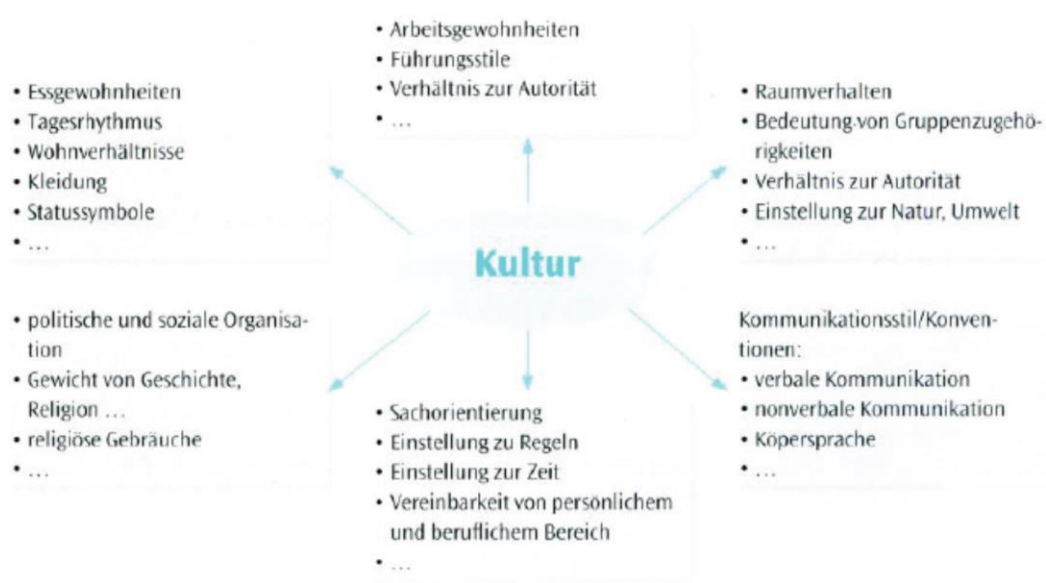 • Arbeitsgewohnheiten
• Führungsstile
• Verhältnis zur Autorität
• ...
• Essgewohnheiten
• Tagesrhythmus
• Wohnverhältnisse
• Kleidung
• Statussymbole
• ...
• Raumverhalten
• Bedeutung von Gruppenzugehö-
rigkeiten
• Verhältnis zur Autorität
• Einstellung zur Natur, Umwelt
• ...
Kultur
• politische und soziale Organisa-
tion
• Gewicht von Geschichte,
Religion ...
• religiöse Gebräuche
• ...
• Sachorientierung
• Einstellung zu Regeln
• Einstellung zur Zeit
• Vereinbarkeit von persönlichem
und beruflichem Bereich
• ...
Kommunikationsstil/Konven-
tionen:
• verbale Kommunikation
• nonverbale Kommunikation
• Köpersprache
• ...